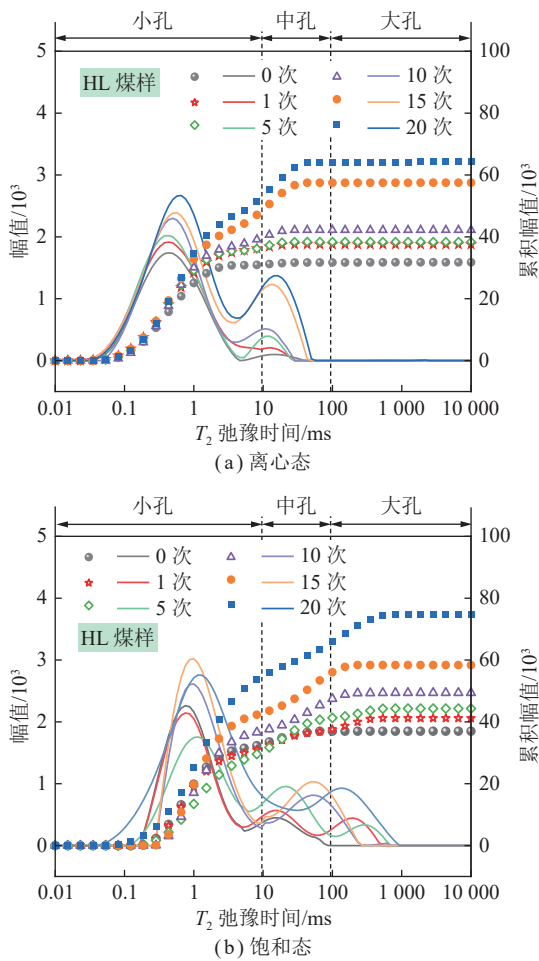 小孔 中孔 大孔
5 100
HL 煤样 0 次 10 次
1 次 15 次
5 次 20 次
4 80
3 60
2 40
1 20
0 0
幅值/10³
累积幅值/10³
0.01 0.1 1 10 100 1 000 10 000
T₂ 弛豫时间/ms
(a) 离心态
小孔 中孔 大孔
5 100
0 次 10 次
1 次 15 次
5 次 20 次
HL 煤样
4 80
3 60
2 40
1 20
0 0
幅值/10³
累积幅值/10³
0.01 0.1 1 10 100 1 000 10 000
T₂ 弛豫时间/ms
(b) 饱和态